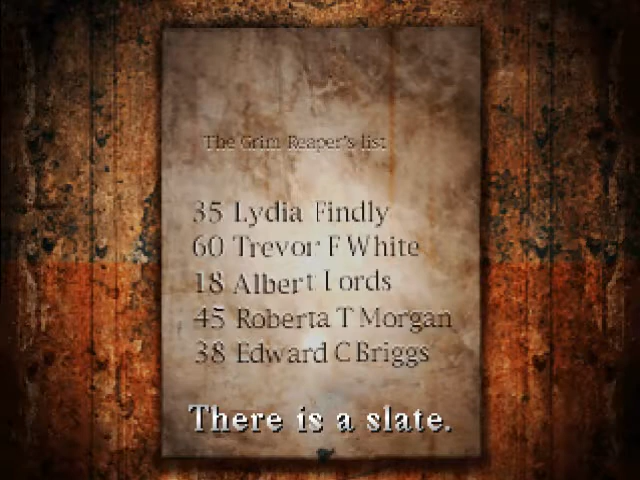 The Grim Reaper's list
35 Lydia Findly
60 Trevor F White
18 Albert Lords
45 Roberta T Morgan
38 Edward C Briggs
There is a slate.